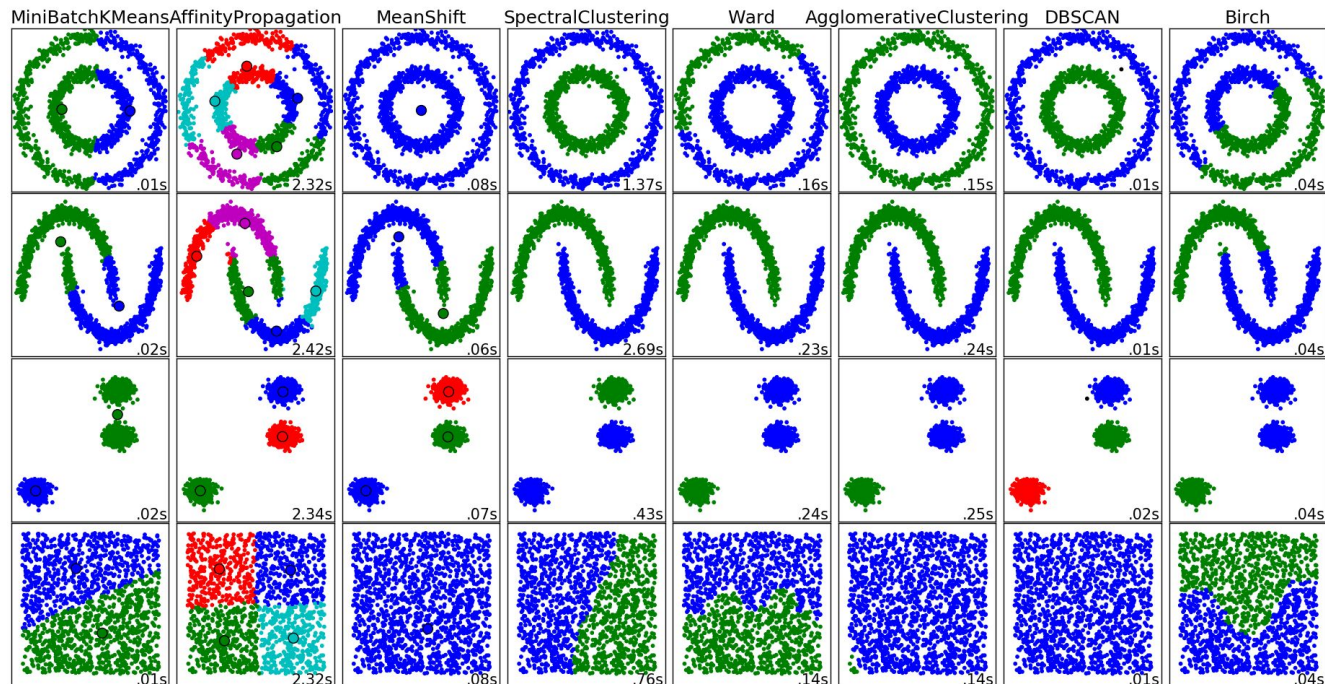 MiniBatchKMeans AffinityPropagation MeanShift SpectralClustering Ward AgglomerativeClustering DBSCAN Birch
.01s 2.32s .08s 1.37s .16s .15s .01s .04s
.02s 2.42s .06s 2.69s .23s .24s .01s .04s
.02s 2.34s .07s .43s .24s .25s .02s .04s
.01s 2.32s .08s .76s .14s .14s .01s .04s